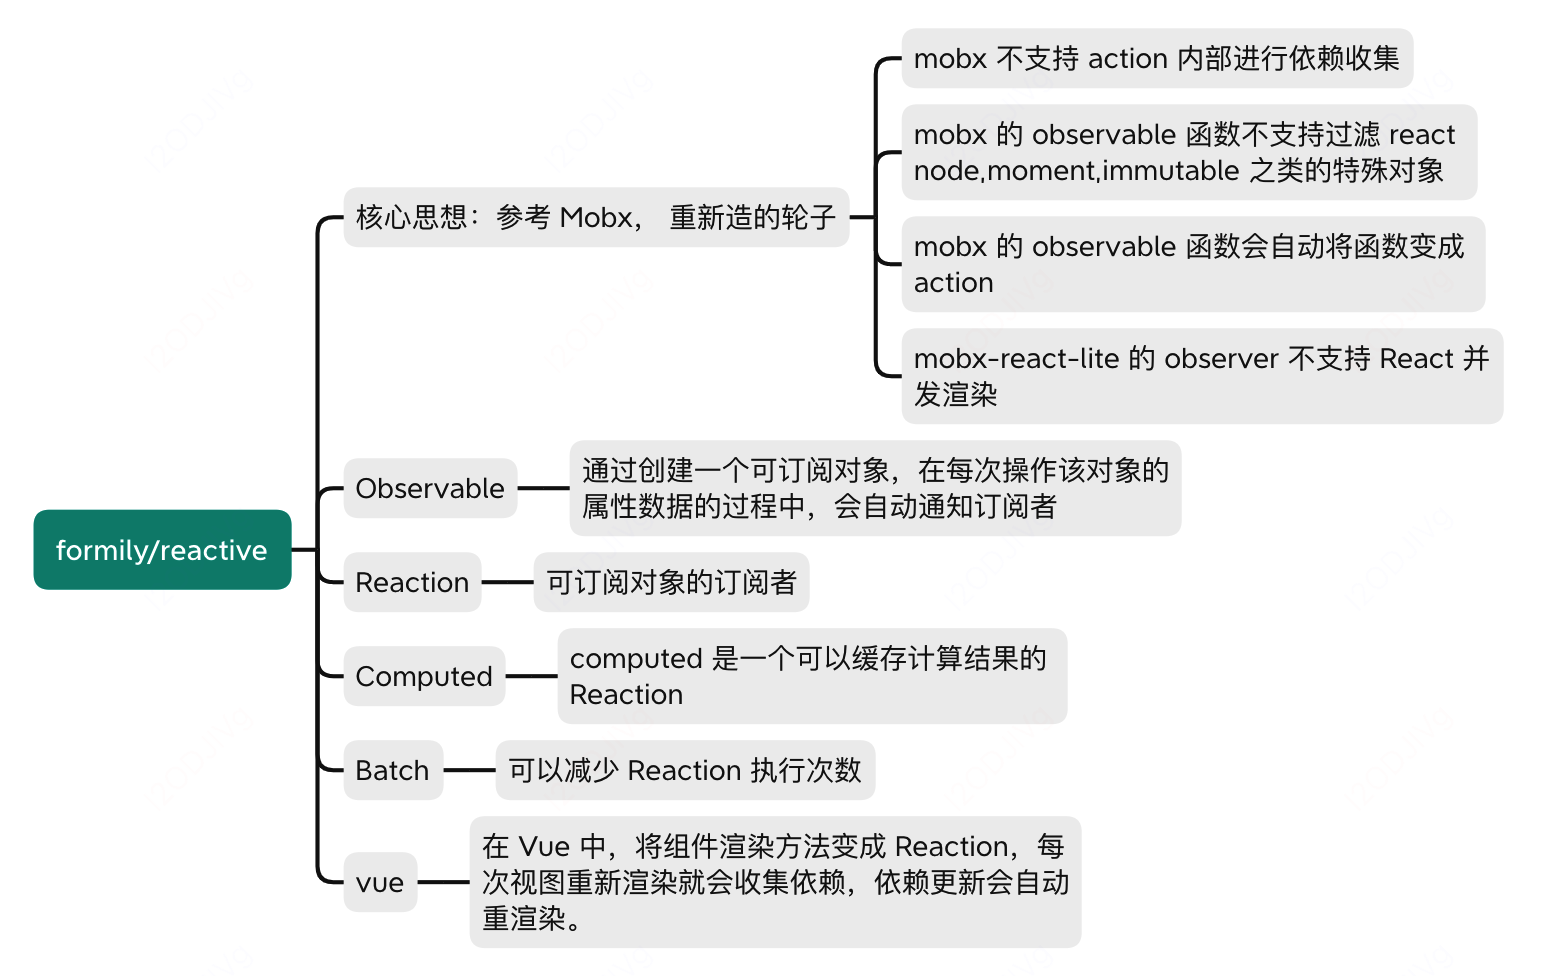 formily/reactive
核心思想：参考 Mobx， 重新造的轮子
mobx 不支持 action 内部进行依赖收集
mobx 的 observable 函数不支持过滤 react
node,moment,immutable 之类的特殊对象
mobx 的 observable 函数会自动将函数变成
action
mobx-react-lite 的 observer 不支持 React 并
发渲染
Observable
通过创建一个可订阅对象，在每次操作该对象的
属性数据的过程中，会自动通知订阅者
Reaction
可订阅对象的订阅者
Computed
computed 是一个可以缓存计算结果的
Reaction
Batch
可以减少 Reaction 执行次数
vue
在 Vue 中，将组件渲染方法变成 Reaction，每
次视图重新渲染就会收集依赖，依赖更新会自动
重渲染。